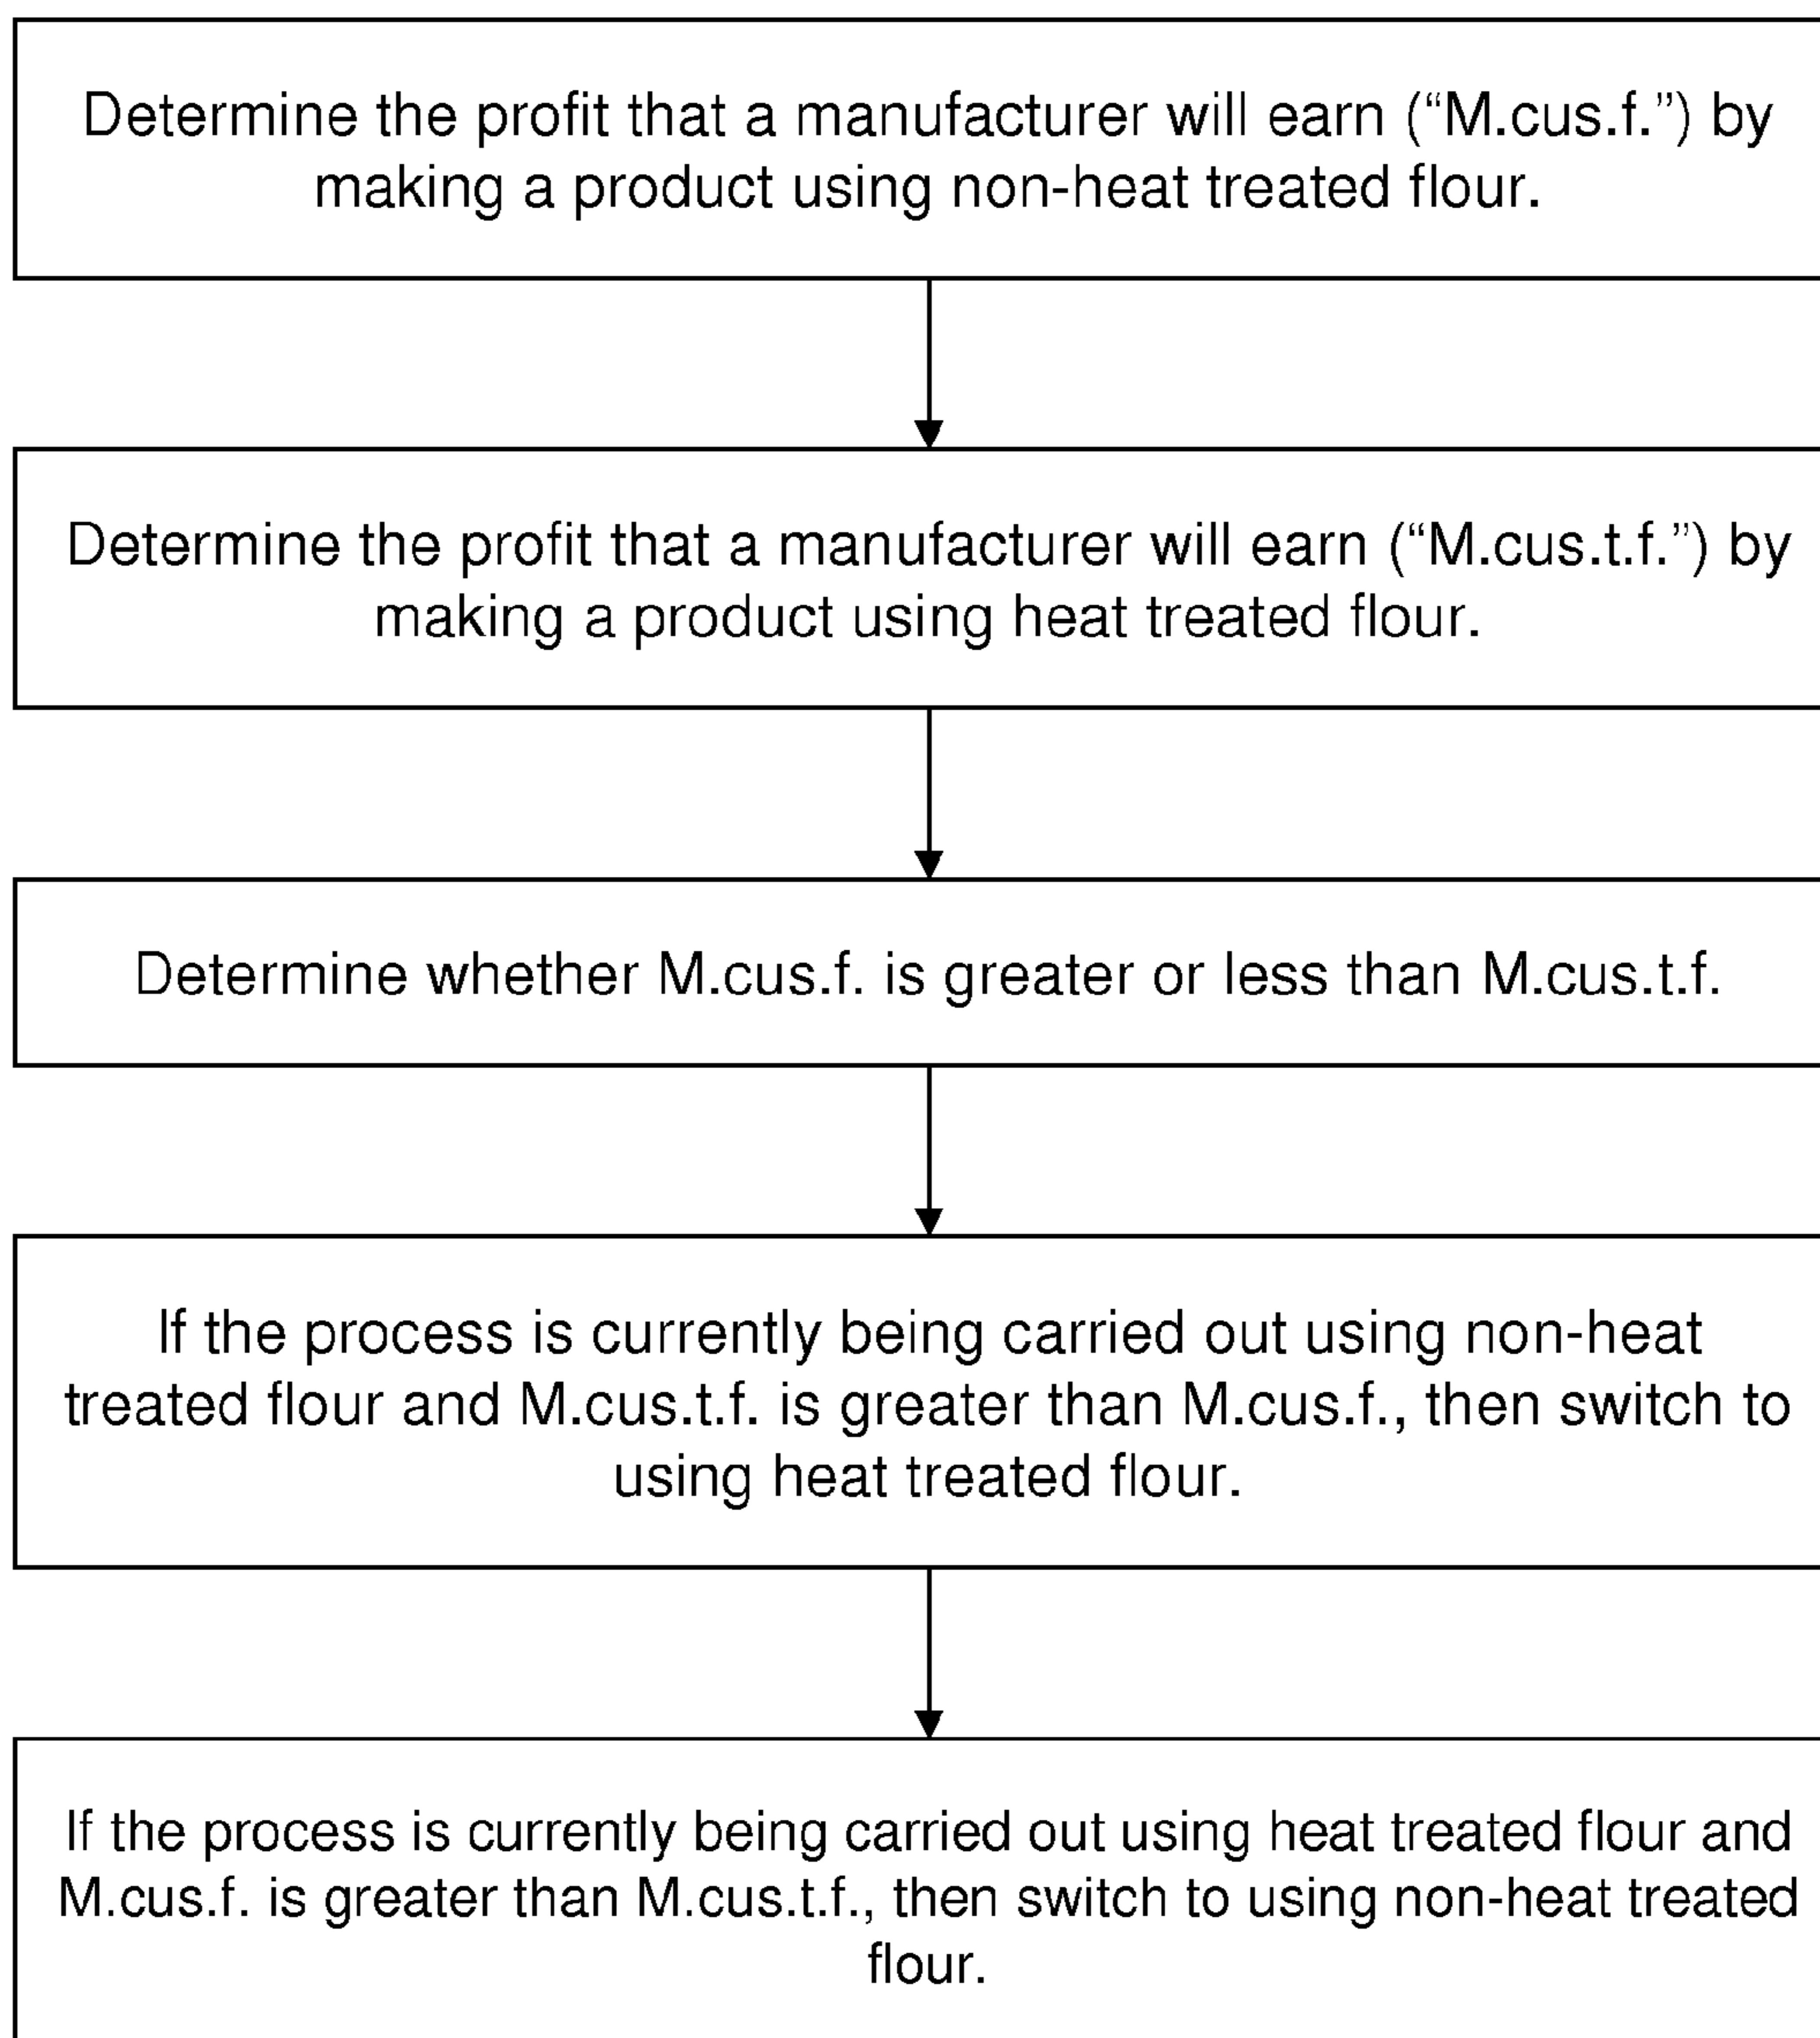 Determine the profit that a manufacturer will earn (“M.cus.f.”) by
making a product using non-heat treated flour.
Determine the profit that a manufacturer will earn (“M.cus.t.f.”) by
making a product using heat treated flour.
Determine whether M.cus.f. is greater or less than M.cus.t.f.
If the process is currently being carried out using non-heat
treated flour and M.cus.t.f. is greater than M.cus.f., then switch to
using heat treated flour.
If the process is currently being carried out using heat treated flour and
M.cus.f. is greater than M.cus.t.f., then switch to using non-heat treated
flour.